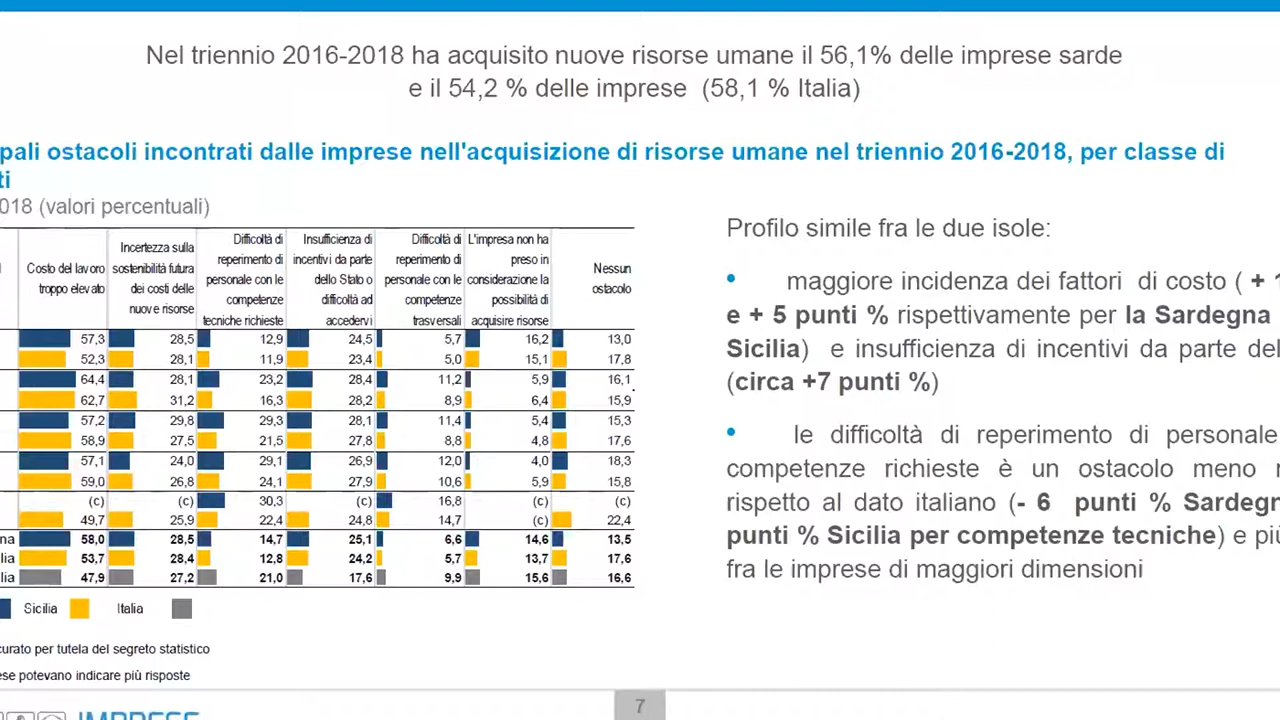 Nel triennio 2016-2018 ha acquisito nuove risorse umane il 56,1% delle imprese sarde
e il 54,2 % delle imprese (58,1 % Italia)
pali ostacoli incontrati dalle imprese nell'acquisizione di risorse umane nel triennio 2016-2018, per classe di
ti
018 (valori percentuali)
Costo del lavoro
troppo elevato
Incertezza sulla
sostenibilità futura
dei costi delle
nuove risorse
Difficoltà di
reperimento di
personale con le
competenze
tecniche richieste
Insufficienza di
incentivi da parte
dello Stato o
difficoltà ad
accedervi
Difficoltà di
reperimento di
personale con le
competenze
trasversali
L'impresa non ha
preso in
considerazione la
possibilità di
acquisire risorse
Nessun
ostacolo
57,3 28,5 12,9 24,5 5,7 16,2 13,0
52,3 28,1 11,9 23,4 5,0 15,1 17,8
64,4 28,1 23,2 28,4 11,2 5,9 16,1
62,7 31,2 16,3 28,2 8,9 6,4 15,9
57,2 29,8 29,3 28,1 11,4 5,4 15,3
58,9 27,5 21,5 27,8 8,8 4,8 17,6
57,1 24,0 29,1 26,9 12,0 4,0 18,3
59,0 26,8 24,1 27,9 10,6 5,9 15,8
(c) (c) 30,3 (c) 16,8 (c) (c)
49,7 25,9 22,4 24,8 14,7 (c) 22,4
na 58,0 28,5 14,7 25,1 6,6 14,6 13,5
lia 53,7 28,4 12,8 24,2 5,7 13,7 17,6
lia 47,9 27,2 21,0 17,6 9,9 15,6 16,6
Sicilia Italia
curato per tutela del segreto statistico
ese potevano indicare più risposte
Profilo simile fra le due isole:
• maggiore incidenza dei fattori di costo ( + 1
e + 5 punti % rispettivamente per la Sardegna
Sicilia) e insufficienza di incentivi da parte del
(circa +7 punti %)
• le difficoltà di reperimento di personale
competenze richieste è un ostacolo meno r
rispetto al dato italiano (- 6 punti % Sardegn
punti % Sicilia per competenze tecniche) e più
fra le imprese di maggiori dimensioni
7
IMPRESE